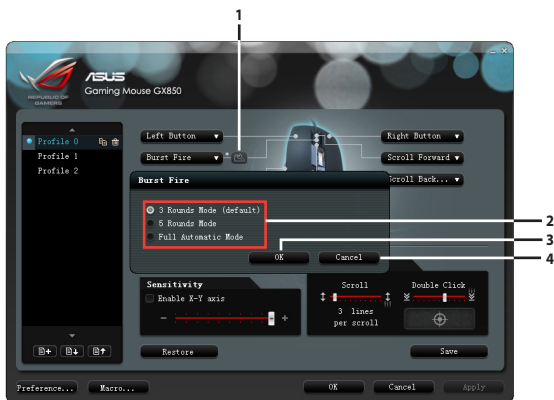 1
ASUS
Gaming Mouse GX850
REPUBLIC OF
GAMERS
Profile 0
Profile 1
Profile 2
Left Button
Right Button
Burst Fire
Scroll Forward
Scroll Back...
Burst Fire
3 Rounds Mode (default)
5 Rounds Mode
Full Automatic Mode
2
OK
Cancel
3
4
Sensitivity
Enable X-Y axis
- +
Scroll
3 lines
per scroll
Double Click
Restore
Save
Preference...
Macro...
OK
Cancel
Apply